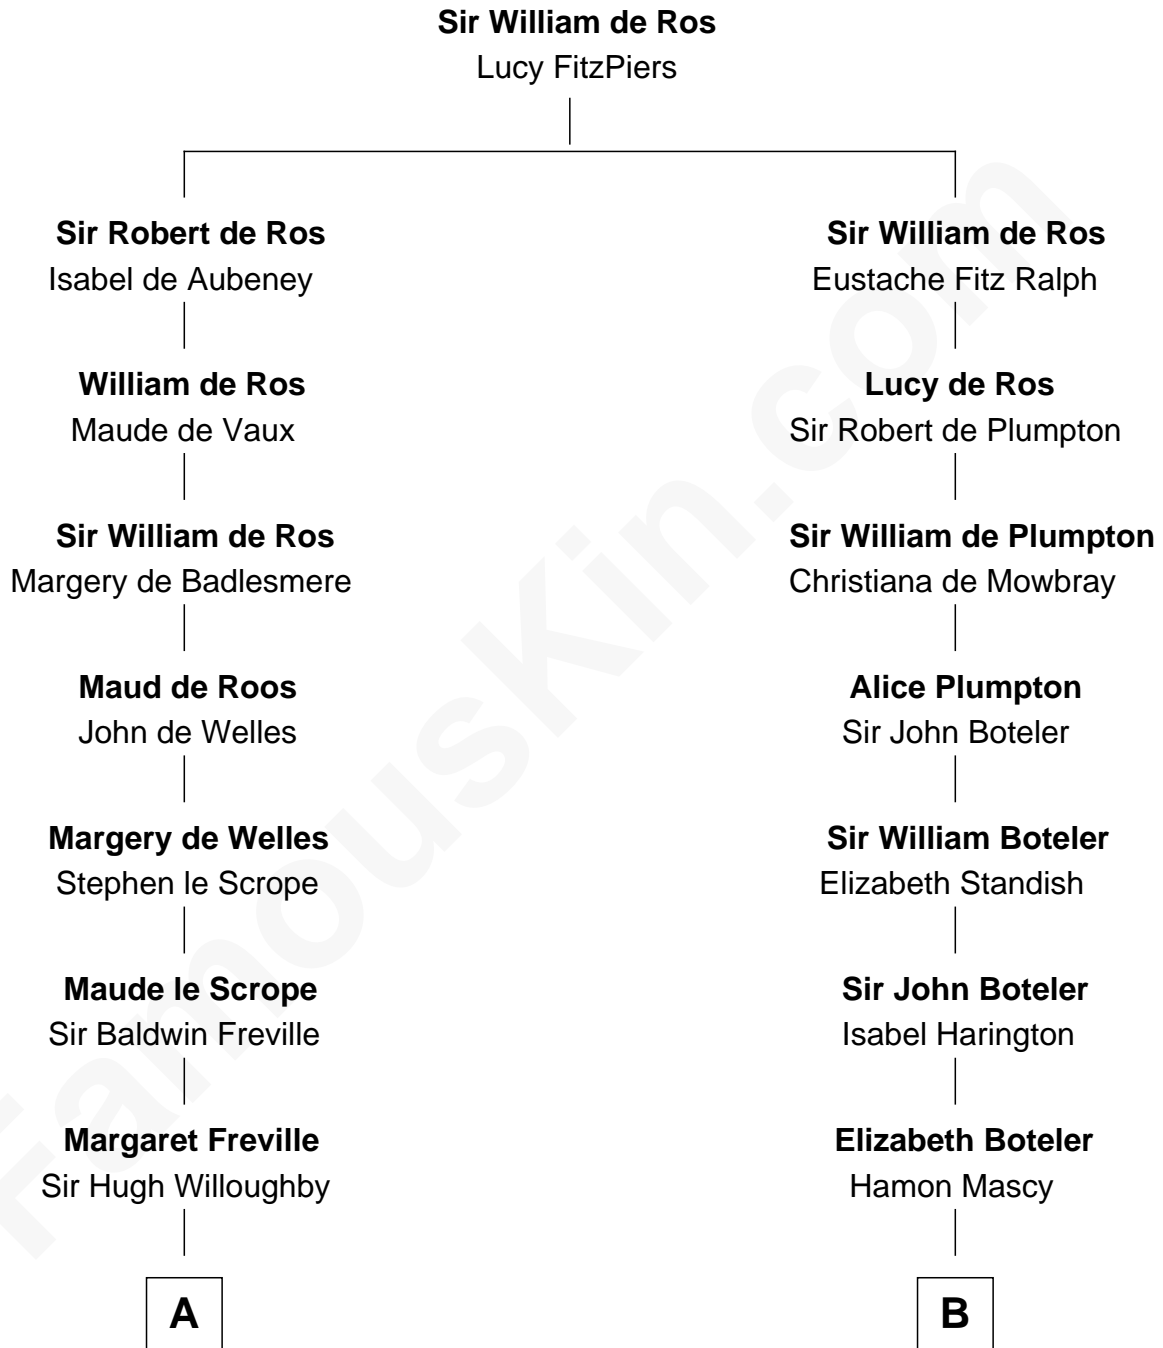 Sir William de Ros
Lucy FitzPiers
Sir Robert de Ros
Isabel de Aubeney
William de Ros
Maude de Vaux
Sir William de Ros
Margery de Badlesmere
Maud de Roos
John de Welles
Margery de Welles
Stephen le Scrope
Maude le Scrope
Sir Baldwin Freville
Margaret Freville
Sir Hugh Willoughby
A
Sir William de Ros
Eustache Fitz Ralph
Lucy de Ros
Sir Robert de Plumpton
Sir William de Plumpton
Christiana de Mowbray
Alice Plumpton
Sir John Boteler
Sir William Boteler
Elizabeth Standish
Sir John Boteler
Isabel Harington
Elizabeth Boteler
Hamon Mascy
B
FamousKin.com